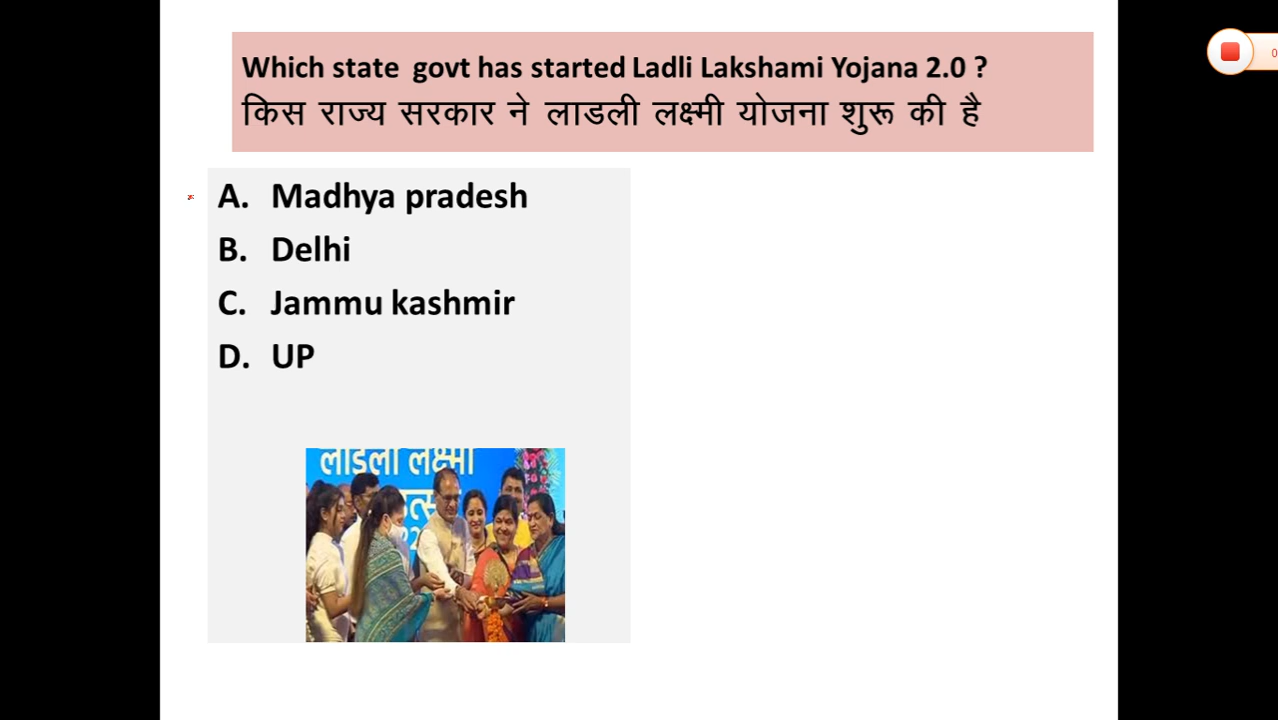 Which state govt has started Ladli Lakshami Yojana 2.0 ?
किस राज्य सरकार ने लाडली लक्ष्मी योजना शुरू की है
A. Madhya pradesh
B. Delhi
C. Jammu kashmir
D. UP
लाडली लक्ष्मी